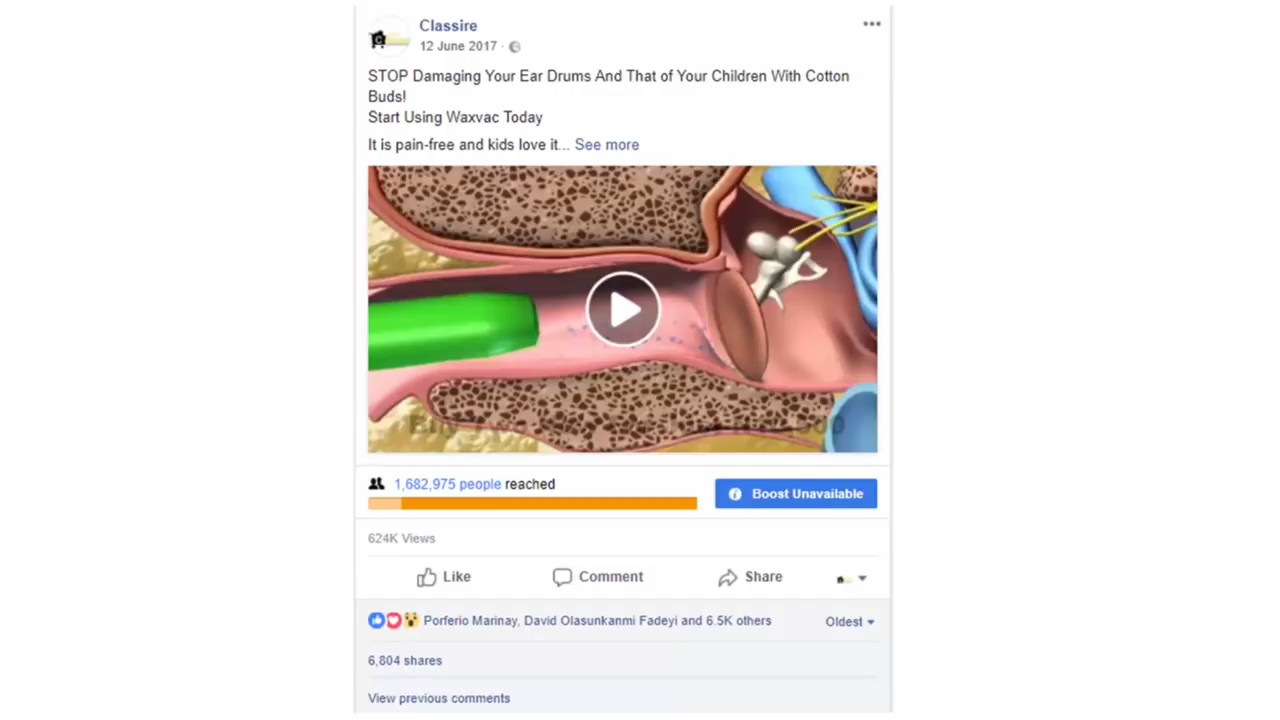 Classire
12 June 2017 ·
STOP Damaging Your Ear Drums And That of Your Children With Cotton
Buds!
Start Using Waxvac Today
It is pain-free and kids love it... See more
1,682,975 people reached
Boost Unavailable
624K Views
Like Comment Share
Porferio Marinay, David Olasunkanmi Fadeyi and 6.5K others Oldest
6,804 shares
View previous comments